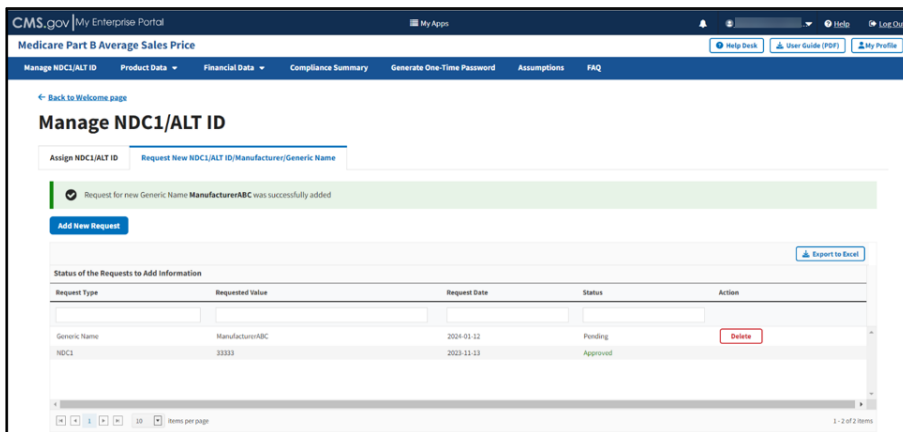 CMS.gov My Enterprise Portal My Apps Help Log Ou
Medicare Part B Average Sales Price Help Desk User Guide (PDF) My Profile
Manage NDC1/ALT ID Product Data Financial Data Compliance Summary Generate One-Time Password Assumptions FAQ
Back to Welcome page
Manage NDC1/ALT ID
Assign NDC1/ALT ID Request New NDC1/ALT ID/Manufacturer/Generic Name
Request for new Generic Name ManufacturerABC was successfully added
Add New Request
Export to Excel
Status of the Requests to Add Information
Request Type Requested Value Request Date Status Action
Generic Name ManufacturerABC 2024-01-12 Pending Delete
NDC1 33333 2023-11-13 Approved
1 10 items per page 1 - 2 of 2 items